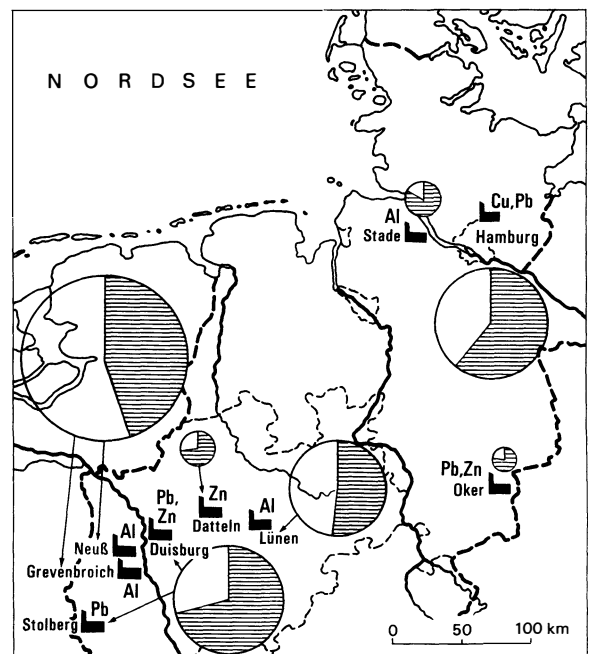 NORDSEE
Cu,Pb
Al
Stade
Hamburg
Pb,Zn
Oker
Pb,
Zn
Zn
Datteln
Al
Lünen
Al
Neuß
Duisburg
Grevenbroich
Al
Pb
Stolberg
0 50 100 km